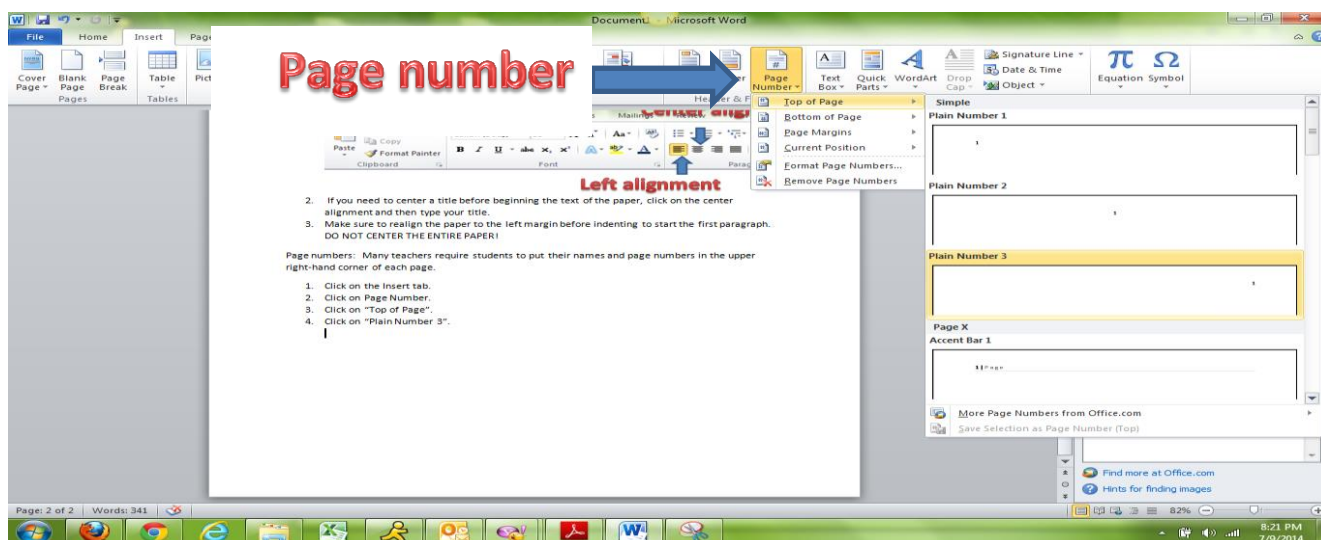 Document1 - Microsoft Word
File Home Insert Page
Page number
Cover Page Blank Page Page Break Table
Page Number Text Box Quick Parts WordArt Drop Cap Signature Line Date & Time Object Equation Symbol
Pages Tables
Top of Page
Bottom of Page
Page Margins
Current Position
Format Page Numbers...
Remove Page Numbers
Simple
Plain Number 1
1
Plain Number 2
1
Plain Number 3
1
Page X
Accent Bar 1
1|Page
More Page Numbers from Office.com
Save Selection as Page Number (Top)
Mailings
Paste Copy
Format Painter
Clipboard Font
Left alignment
2. If you need to center a title before beginning the text of the paper, click on the center
alignment and then type your title.
3. Make sure to realign the paper to the left margin before indenting to start the first paragraph.
DO NOT CENTER THE ENTIRE PAPER!
Page numbers: Many teachers require students to put their names and page numbers in the upper
right-hand corner of each page.
1. Click on the Insert tab.
2. Click on Page Number.
3. Click on "Top of Page".
4. Click on "Plain Number 3".
Find more at Office.com
Hints for finding images
Page: 2 of 2 Words: 341 82%
8:21 PM
7/9/2014